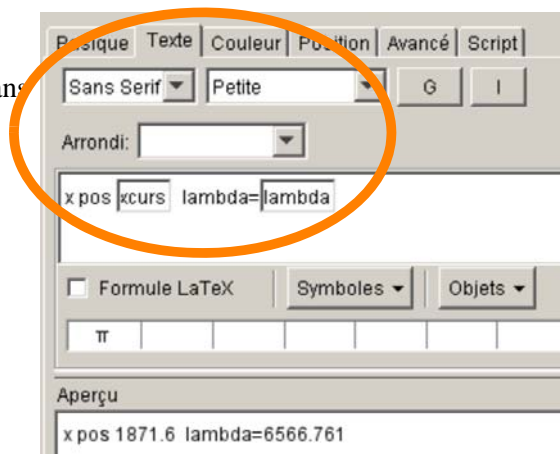 Basique Texte Couleur Position Avancé Script
Sans Serif Petite G I
Arrondi:
x pos xcurs lambda=lambda
Formule LaTeX Symboles Objets
π
Aperçu
x pos 1871.6 lambda=6566.761